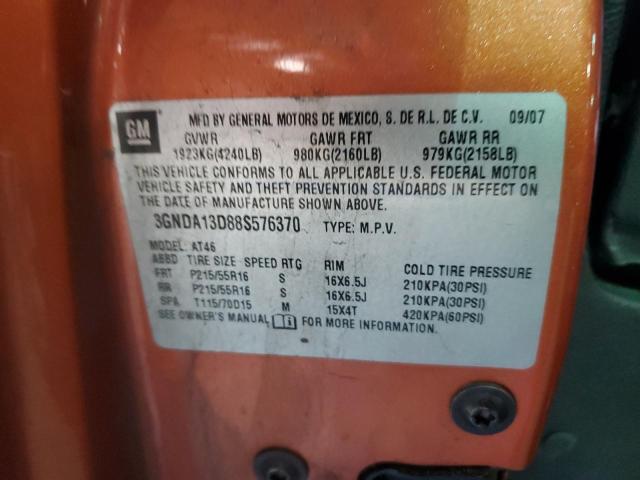 GM
MFD BY GENERAL MOTORS DE MEXICO, S. DE R.L. DE C.V. 09/07
GVWR GAWR FRT GAWR RR
1923KG(4240LB) 980KG(2160LB) 979KG(2158LB)
THIS VEHICLE CONFORMS TO ALL APPLICABLE U.S. FEDERAL MOTOR
VEHICLE SAFETY AND THEFT PREVENTION STANDARDS IN EFFECT ON
THE DATE OF MANUFACTURE SHOWN ABOVE.
3GNDA13D88S576370 TYPE: M.P.V.
MODEL: AT46
ABBD TIRE SIZE SPEED RTG RIM COLD TIRE PRESSURE
FRT P215/55R16 S 16X6.5J 210KPA(30PSI)
RR P215/55R16 S 16X6.5J 210KPA(30PSI)
SPA T115/70D15 M 15X4T 420KPA(60PSI)
SEE OWNER'S MANUAL FOR MORE INFORMATION.